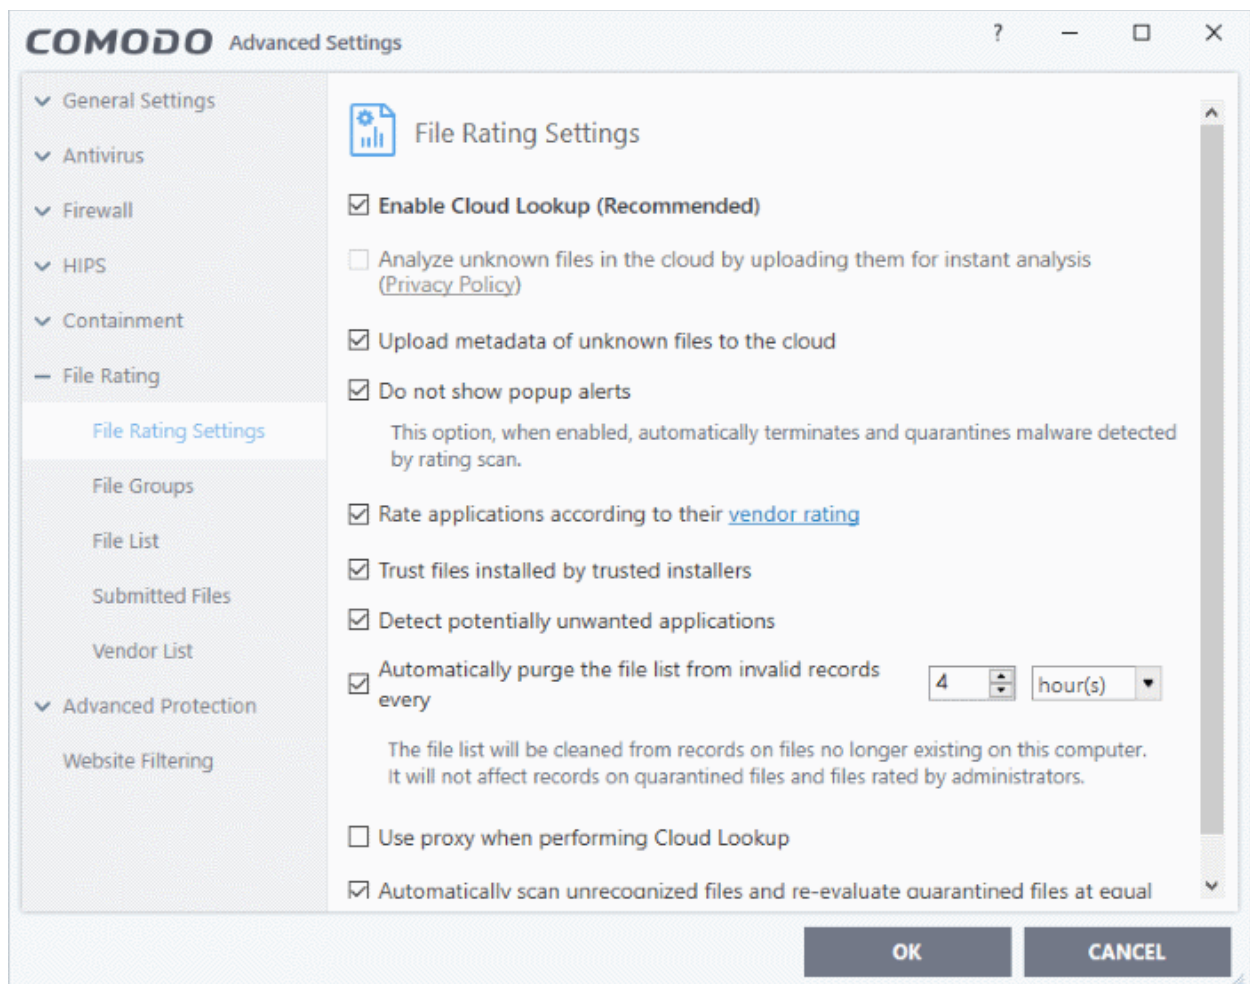 COMODO Advanced Settings
?
General Settings
Antivirus
Firewall
HIPS
Containment
File Rating
File Rating Settings
File Groups
File List
Submitted Files
Vendor List
Advanced Protection
Website Filtering
File Rating Settings
Enable Cloud Lookup (Recommended)
Analyze unknown files in the cloud by uploading them for instant analysis
(Privacy Policy)
Upload metadata of unknown files to the cloud
Do not show popup alerts
This option, when enabled, automatically terminates and quarantines malware detected
by rating scan.
Rate applications according to their vendor rating
Trust files installed by trusted installers
Detect potentially unwanted applications
Automatically purge the file list from invalid records
every
4 hour(s)
The file list will be cleaned from records on files no longer existing on this computer.
It will not affect records on quarantined files and files rated by administrators.
Use proxy when performing Cloud Lookup
Automatically scan unrecognized files and re-evaluate quarantined files at equal
OK CANCEL